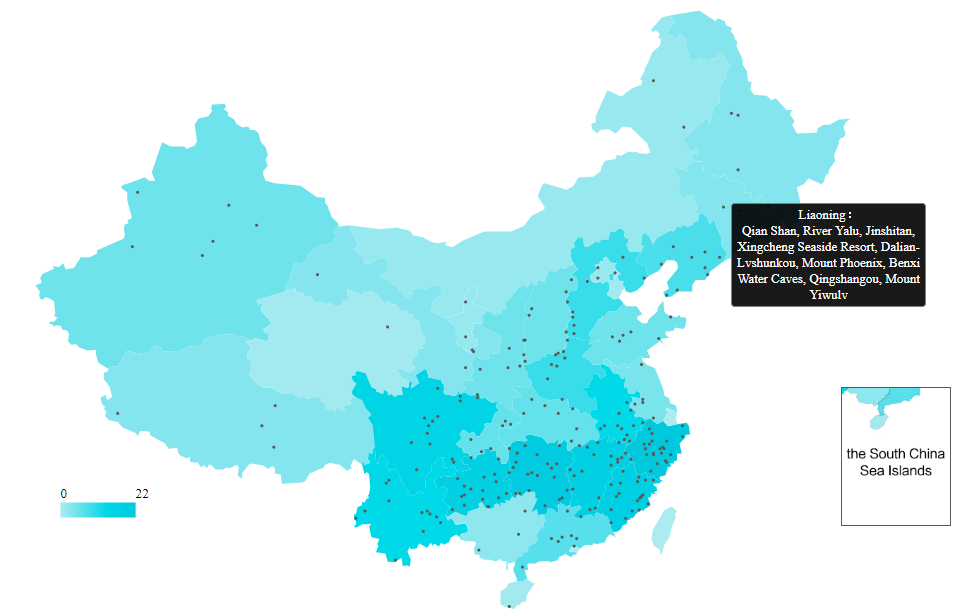 Liaoning :
Qian Shan, River Yalu, Jinshitan,
Xingcheng Seaside Resort, Dalian-
Lvshunkou, Mount Phoenix, Benxi
Water Caves, Qingshangou, Mount
Yiwulv
the South China
Sea Islands
0 22